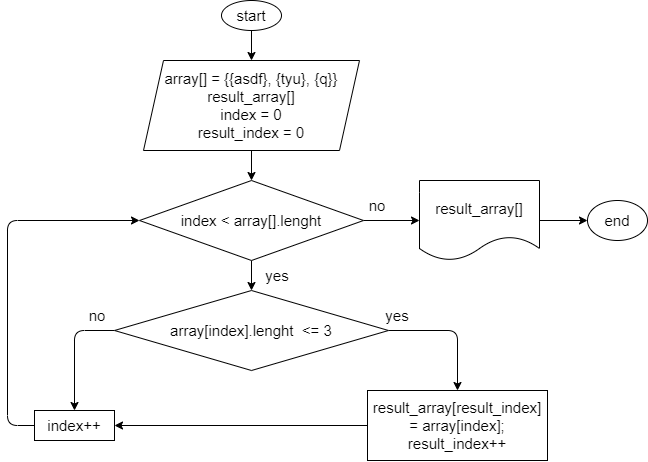 start
array[] = {{asdf}, {tyu}, {q}}
result_array[]
index = 0
result_index = 0
index < array[].lenght
no
result_array[]
end
yes
no
array[index].lenght  <= 3
yes
index++
result_array[result_index]
= array[index];
result_index++